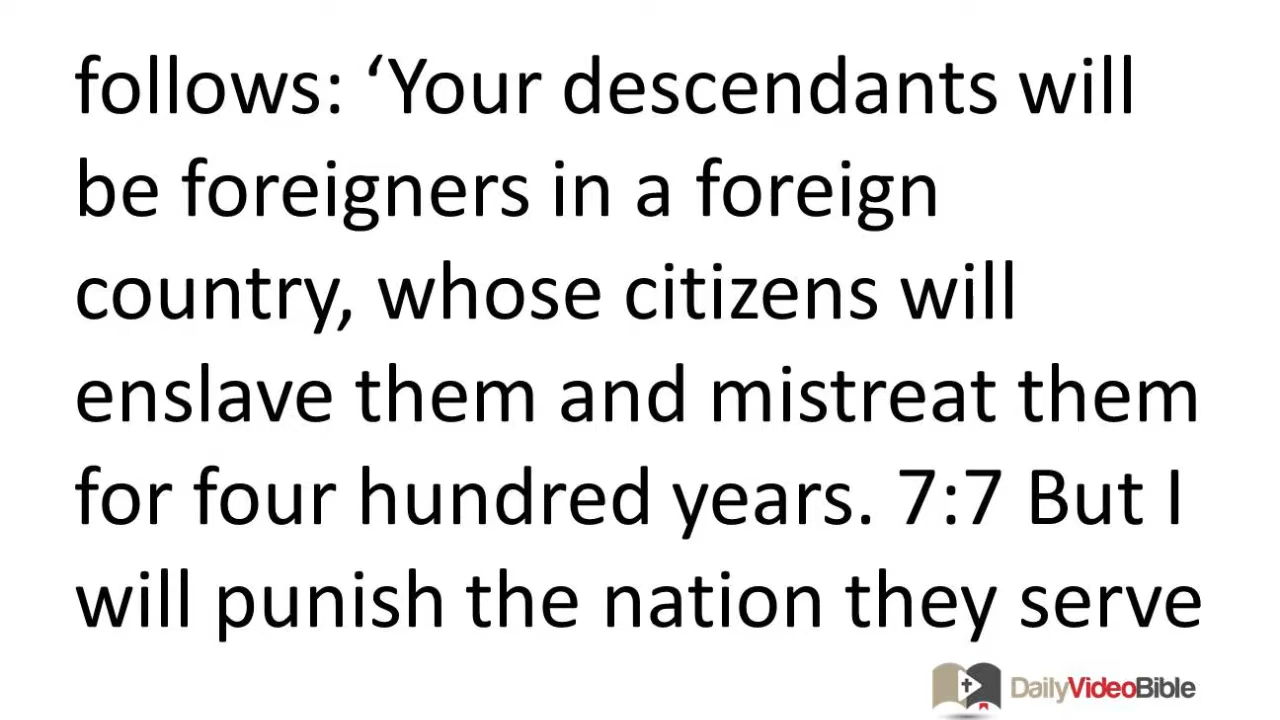 follows: ‘Your descendants will
be foreigners in a foreign
country, whose citizens will
enslave them and mistreat them
for four hundred years. 7:7 But I
will punish the nation they serve
DailyVideoBible